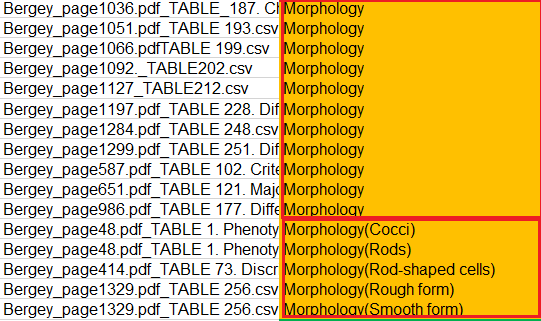 Bergey_page1036.pdf_TABLE_187. Ch Morphology
Bergey_page1051.pdf_TABLE 193.csv Morphology
Bergey_page1066.pdfTABLE 199.csv Morphology
Bergey_page1092._TABLE202.csv Morphology
Bergey_page1127_TABLE212.csv Morphology
Bergey_page1197.pdf_TABLE 228. Dif Morphology
Bergey_page1284.pdf_TABLE 248.csv Morphology
Bergey_page1299.pdf_TABLE 251. Dif Morphology
Bergey_page587.pdf_TABLE 102. Crite Morphology
Bergey_page651.pdf_TABLE 121. Majo Morphology
Bergey_page986.pdf_TABLE 177. Diffe Morphology
Bergey_page48.pdf_TABLE 1. Phenoty Morphology(Cocci)
Bergey_page48.pdf_TABLE 1. Phenoty Morphology(Rods)
Bergey_page414.pdf_TABLE 73. Discr Morphology(Rod-shaped cells)
Bergey_page1329.pdf_TABLE 256.csv Morphology(Rough form)
Bergey_page1329.pdf_TABLE 256.csv Morphology(Smooth form)